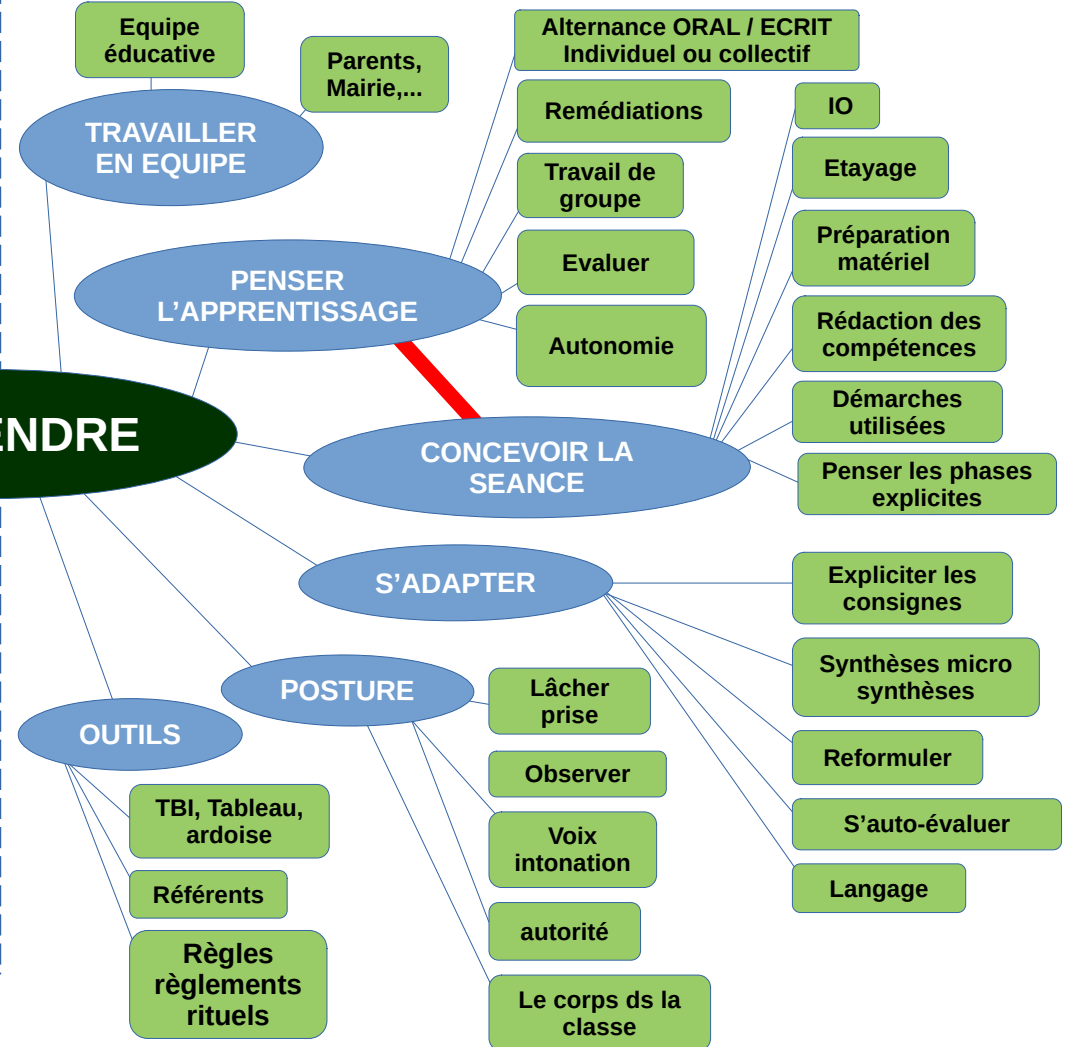 Equipe
éducative
Parents,
Mairie,...
TRAVAILLER
EN EQUIPE
Alternance ORAL / ECRIT
Individuel ou collectif
Remédiations
Travail de
groupe
Evaluer
Autonomie
PENSER
L’APPRENTISSAGE
IO
Etayage
Préparation
matériel
Rédaction des
compétences
Démarches
utilisées
Penser les phases
explicites
ENDRE
CONCEVOIR LA
SEANCE
S’ADAPTER
Expliciter les
consignes
Synthèses micro
synthèses
Reformuler
S’auto-évaluer
Langage
POSTURE
Lâcher
prise
Observer
Voix
intonation
autorité
Le corps ds la
classe
OUTILS
TBI, Tableau,
ardoise
Référents
Règles
règlements
rituels